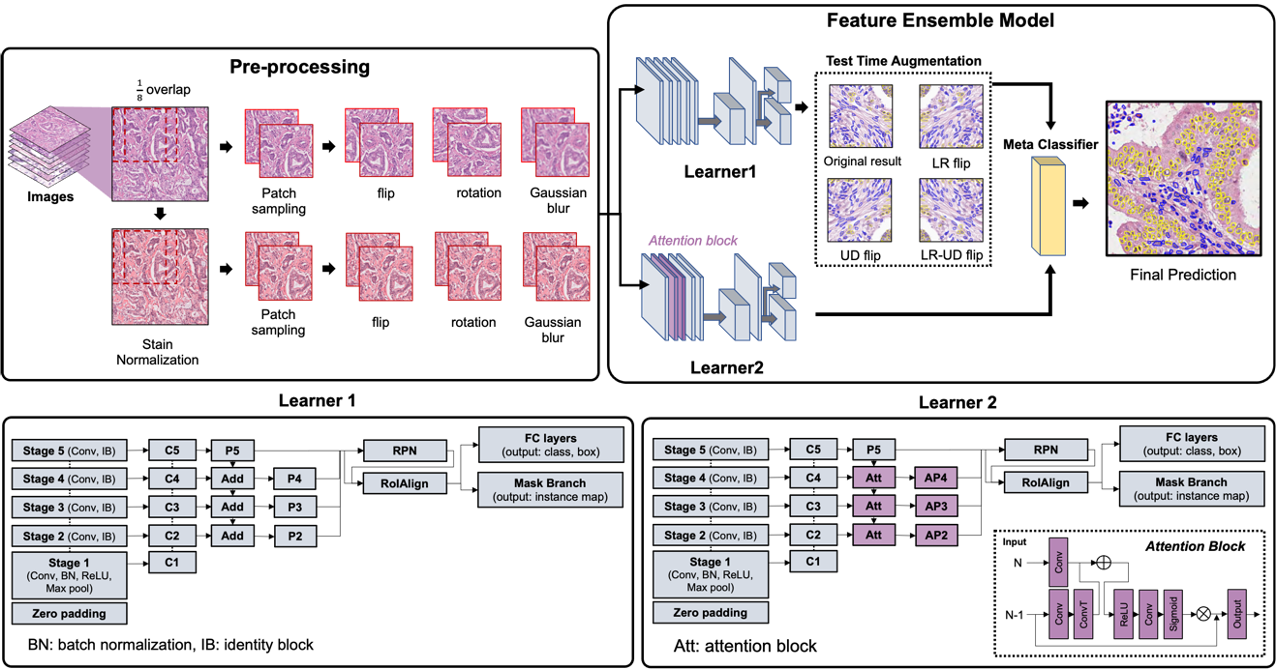 Pre-processing
1/8 overlap
Images
Patch
sampling
flip
rotation
Gaussian
blur
Stain
Normalization
Patch
sampling
flip
rotation
Gaussian
blur
Feature Ensemble Model
Learner1
Test Time Augmentation
Original result
LR flip
UD flip
LR-UD flip
Meta Classifier
Final Prediction
Attention block
Learner2
Learner 1
Stage 5 (Conv, IB)
C5
P5
Stage 4 (Conv, IB)
C4
Add
P4
Stage 3 (Conv, IB)
C3
Add
P3
Stage 2 (Conv, IB)
C2
Add
P2
Stage 1
(Conv, BN, ReLU,
Max pool)
C1
Zero padding
RPN
RoIAlign
FC layers
(output: class, box)
Mask Branch
(output: instance map)
BN: batch normalization, IB: identity block
Learner 2
Stage 5 (Conv, IB)
C5
P5
Stage 4 (Conv, IB)
C4
Att
AP4
Stage 3 (Conv, IB)
C3
Att
AP3
Stage 2 (Conv, IB)
C2
Att
AP2
Stage 1
(Conv, BN, ReLU,
Max pool)
C1
Zero padding
RPN
RoIAlign
FC layers
(output: class, box)
Mask Branch
(output: instance map)
Input
Attention Block
N
Conv
N-1
Conv
ConvT
ReLU
Conv
Sigmoid
Output
Att: attention block